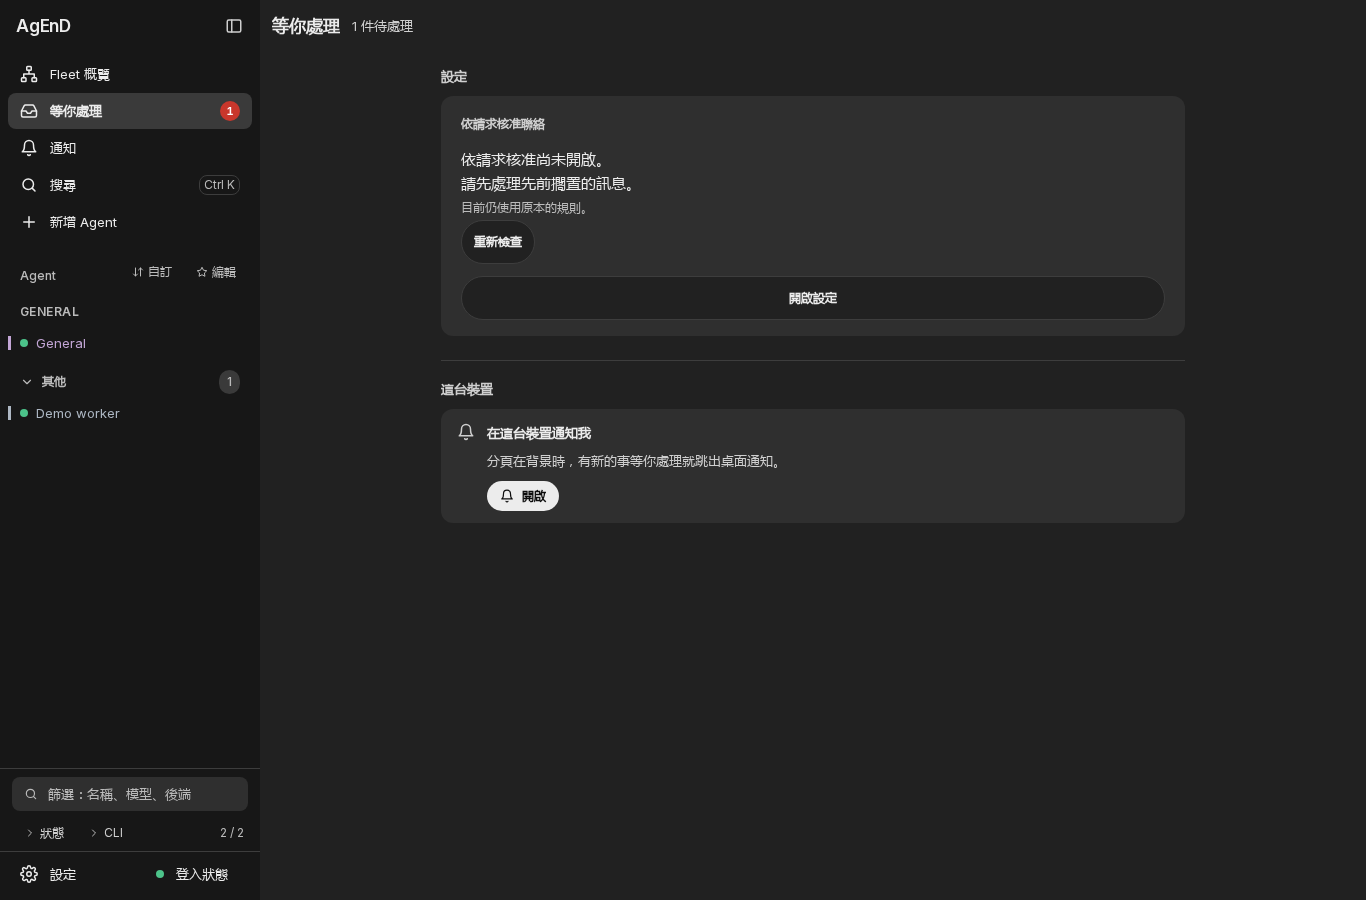 AgEnD
Fleet 概覽
等你處理 1
通知
搜尋 Ctrl K
新增 Agent
Agent 自訂 編輯
GENERAL
General
其他 1
Demo worker
篩選：名稱、模型、後端
狀態 CLI 2 / 2
設定 登入狀態
等你處理 1 件待處理
設定
依請求核准聯絡
依請求核准尚未開啟。
請先處理先前擱置的訊息。
目前仍使用原本的規則。
重新檢查
開啟設定
這台裝置
在這台裝置通知我
分頁在背景時，有新的事等你處理就跳出桌面通知。
開啟